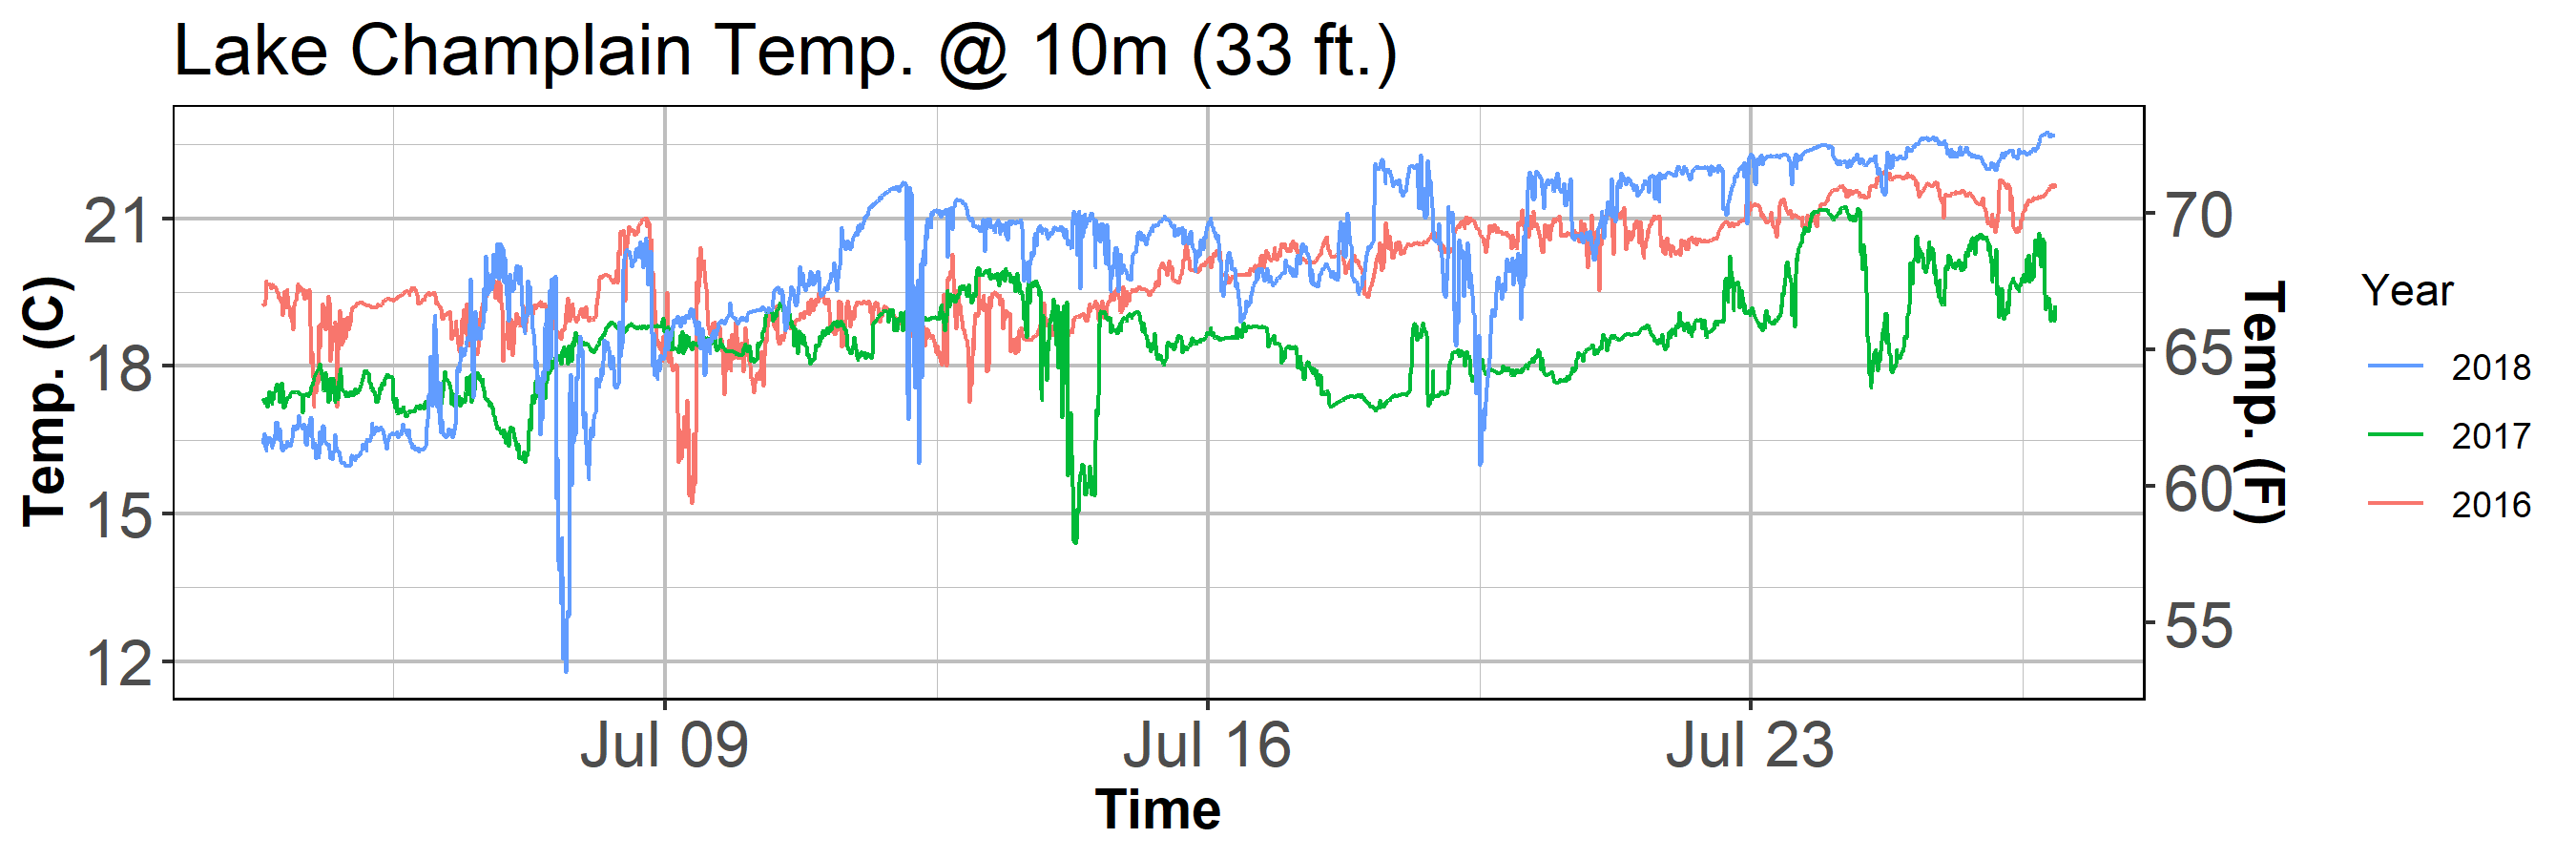 Lake Champlain Temp. @ 10m (33 ft.)
Temp. (C)
21
18
15
12
70
65
60
55
Temp. (F)
Jul 09
Jul 16
Jul 23
Time
Year
2018
2017
2016